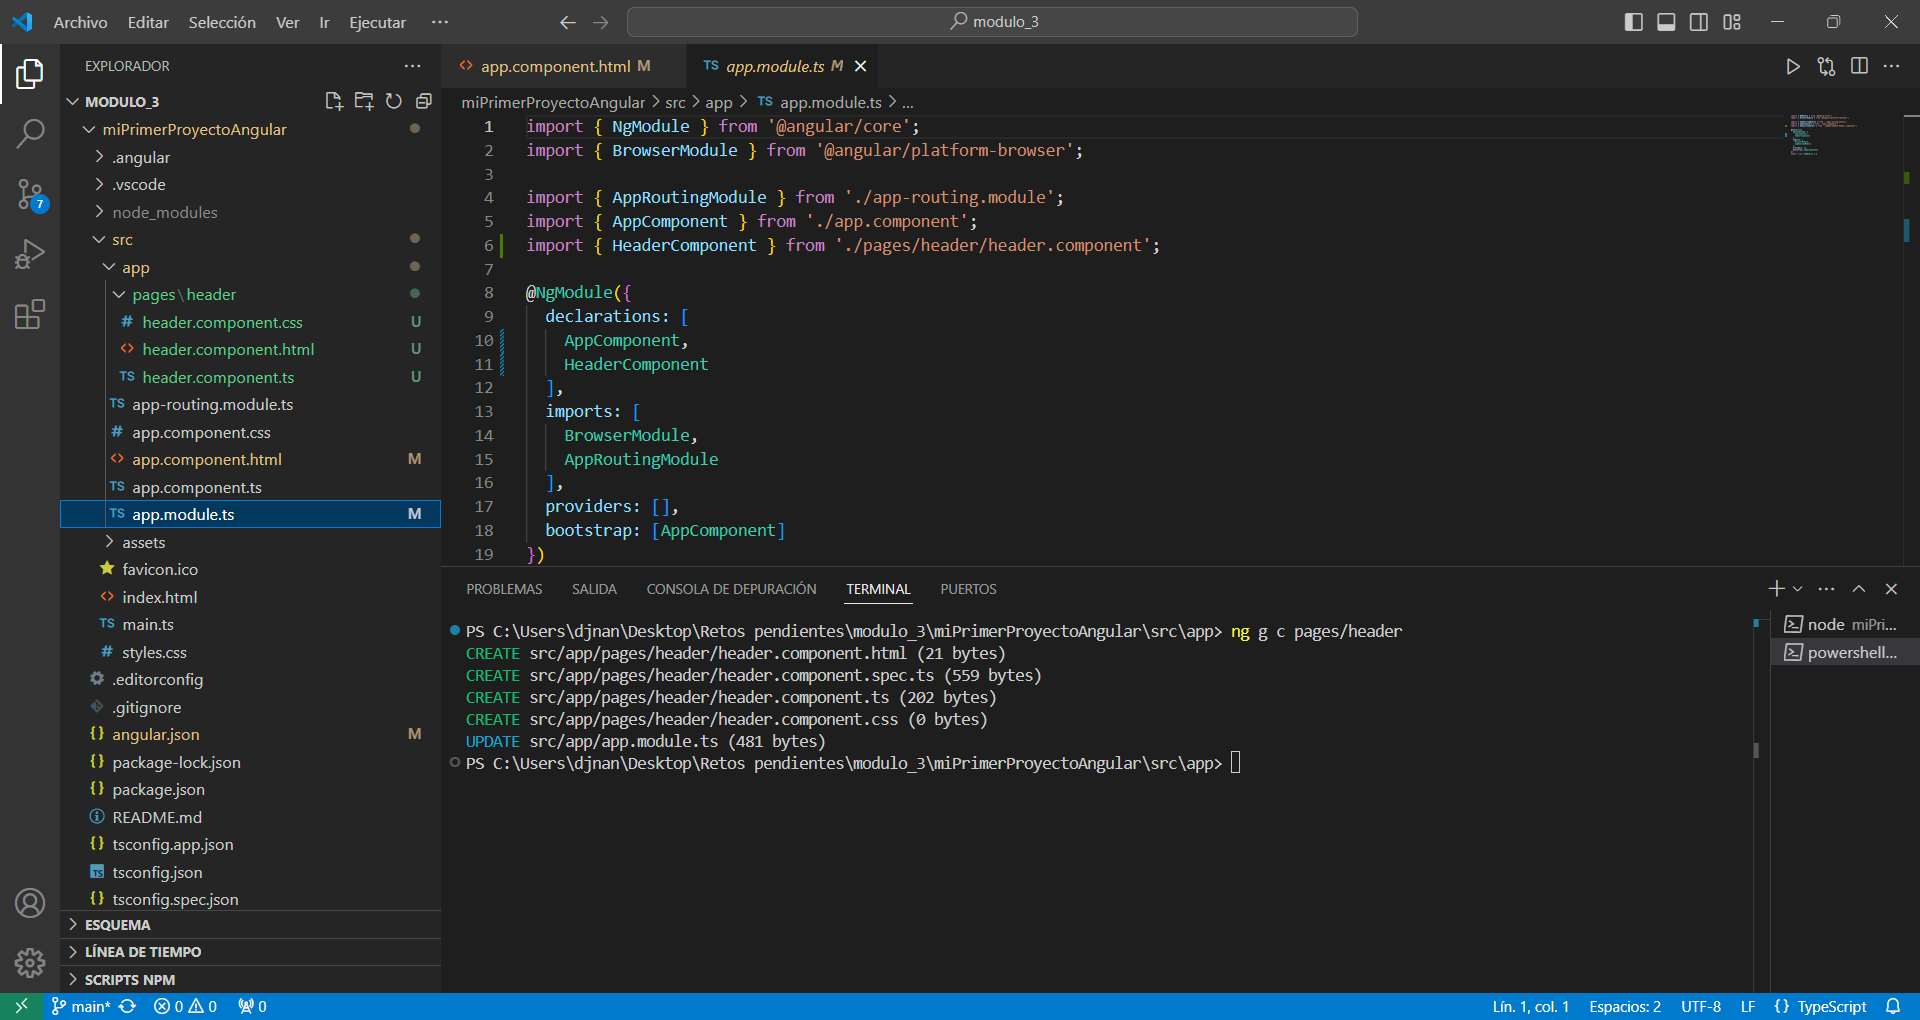 Archivo Editar Selección Ver Ir Ejecutar ··· modulo_3
EXPLORADOR
MODULO_3
miPrimerProyectoAngular
.angular
.vscode
node_modules
src
app
pages\header
header.component.css U
header.component.html U
header.component.ts U
app-routing.module.ts
app.component.css
app.component.html M
app.component.ts
app.module.ts M
assets
favicon.ico
index.html
main.ts
styles.css
.editorconfig
.gitignore
angular.json M
package-lock.json
package.json
README.md
tsconfig.app.json
tsconfig.json
tsconfig.spec.json
ESQUEMA
LÍNEA DE TIEMPO
SCRIPTS NPM
7
app.component.html M TS app.module.ts M
miPrimerProyectoAngular > src > app > TS app.module.ts > ...
1 import { NgModule } from '@angular/core';
2 import { BrowserModule } from '@angular/platform-browser';
3
4 import { AppRoutingModule } from './app-routing.module';
5 import { AppComponent } from './app.component';
6 import { HeaderComponent } from './pages/header/header.component';
7
8 @NgModule({
9 declarations: [
10 AppComponent,
11 HeaderComponent
12 ],
13 imports: [
14 BrowserModule,
15 AppRoutingModule
16 ],
17 providers: [],
18 bootstrap: [AppComponent]
19 })
PROBLEMAS SALIDA CONSOLA DE DEPURACIÓN TERMINAL PUERTOS
PS C:\Users\djnan\Desktop\Retos pendientes\modulo_3\miPrimerProyectoAngular\src\app> ng g c pages/header
CREATE src/app/pages/header/header.component.html (21 bytes)
CREATE src/app/pages/header/header.component.spec.ts (559 bytes)
CREATE src/app/pages/header/header.component.ts (202 bytes)
CREATE src/app/pages/header/header.component.css (0 bytes)
UPDATE src/app/app.module.ts (481 bytes)
PS C:\Users\djnan\Desktop\Retos pendientes\modulo_3\miPrimerProyectoAngular\src\app>
node miPri...
powershell...
main* 0 0 0 Lín. 1, col. 1 Espacios: 2 UTF-8 LF {} TypeScript